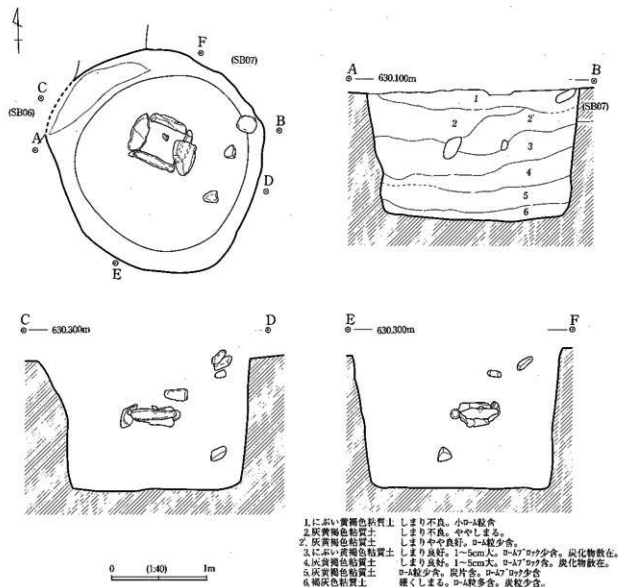 F
(SB07)
C
(SB06)
A
B
D
E
A
630.100m
B
(SB07)
1
2
2'
3
4
5
6
C
630.300m
D
E
630.300m
F
0 (1:40) 1m
1.にぶい黄褐色粘質土 しまり不良。小ローム粒含
2.灰黄褐色粘質土 しまり不良。ややしまる。
2'.灰黄褐色粘質土 しまりやや良好。ローム粒少含。
3.にぶい黄褐色粘質土 しまり良好。1〜5cm大。ロームブロック少含。炭化物散在。
4.灰黄褐色粘質土 しまり良好。1〜8cm大。ロームブロック含。炭化物散在。
5.灰黄褐色粘質土 ローム粒少含。炭片含。ロームブロック少含
6.褐灰色粘質土 硬くしまる。ローム粒多含。炭粒少含。